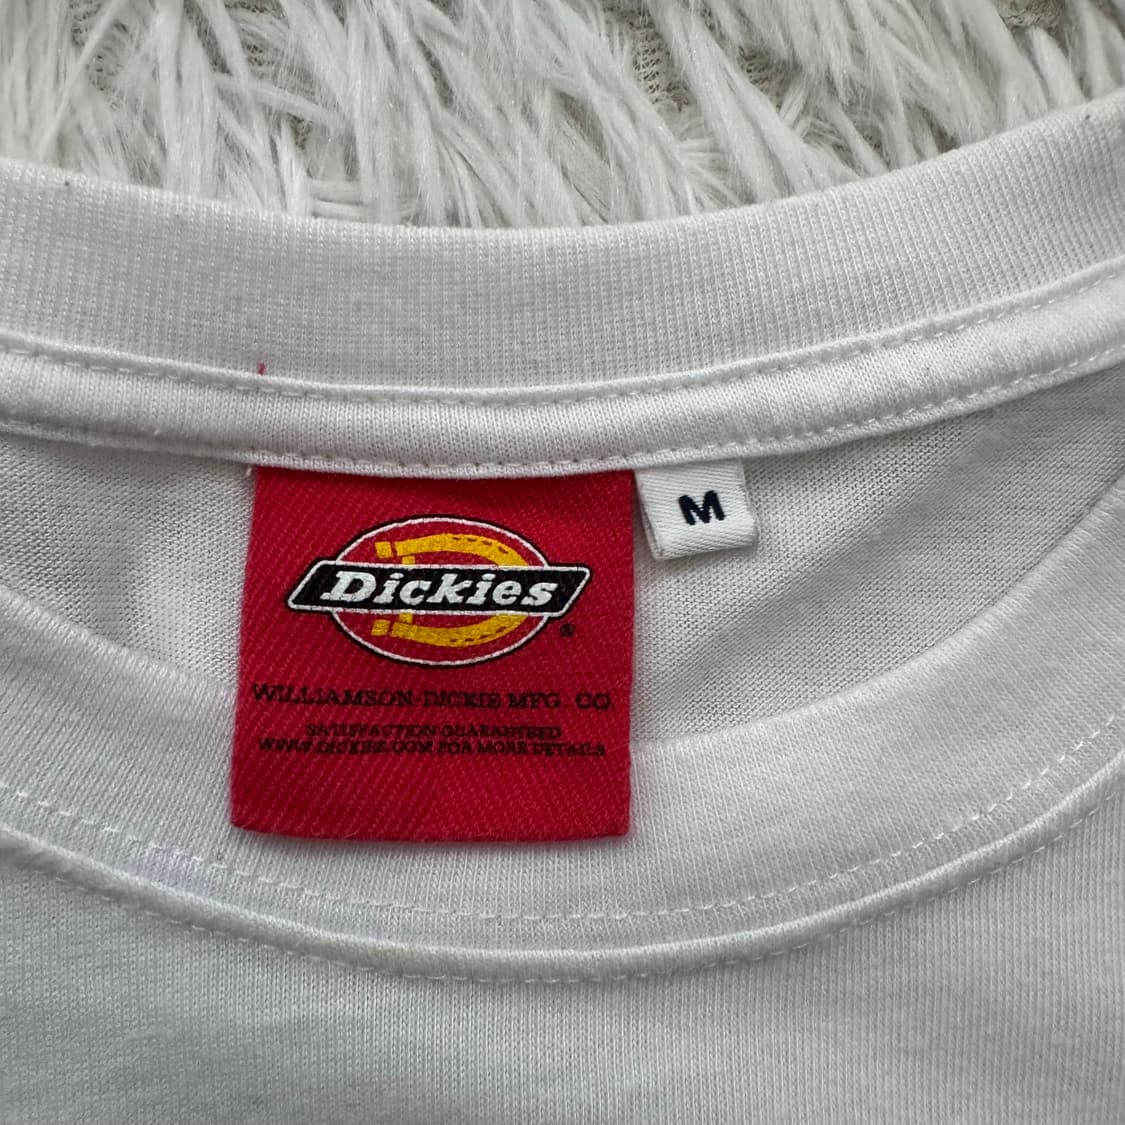 Dickies
®
M
WILLIAMSON-DICKIE MFG CO
SATISFACTION GUARANTEED
WWW.DICKIES.COM FOR MORE DETAILS